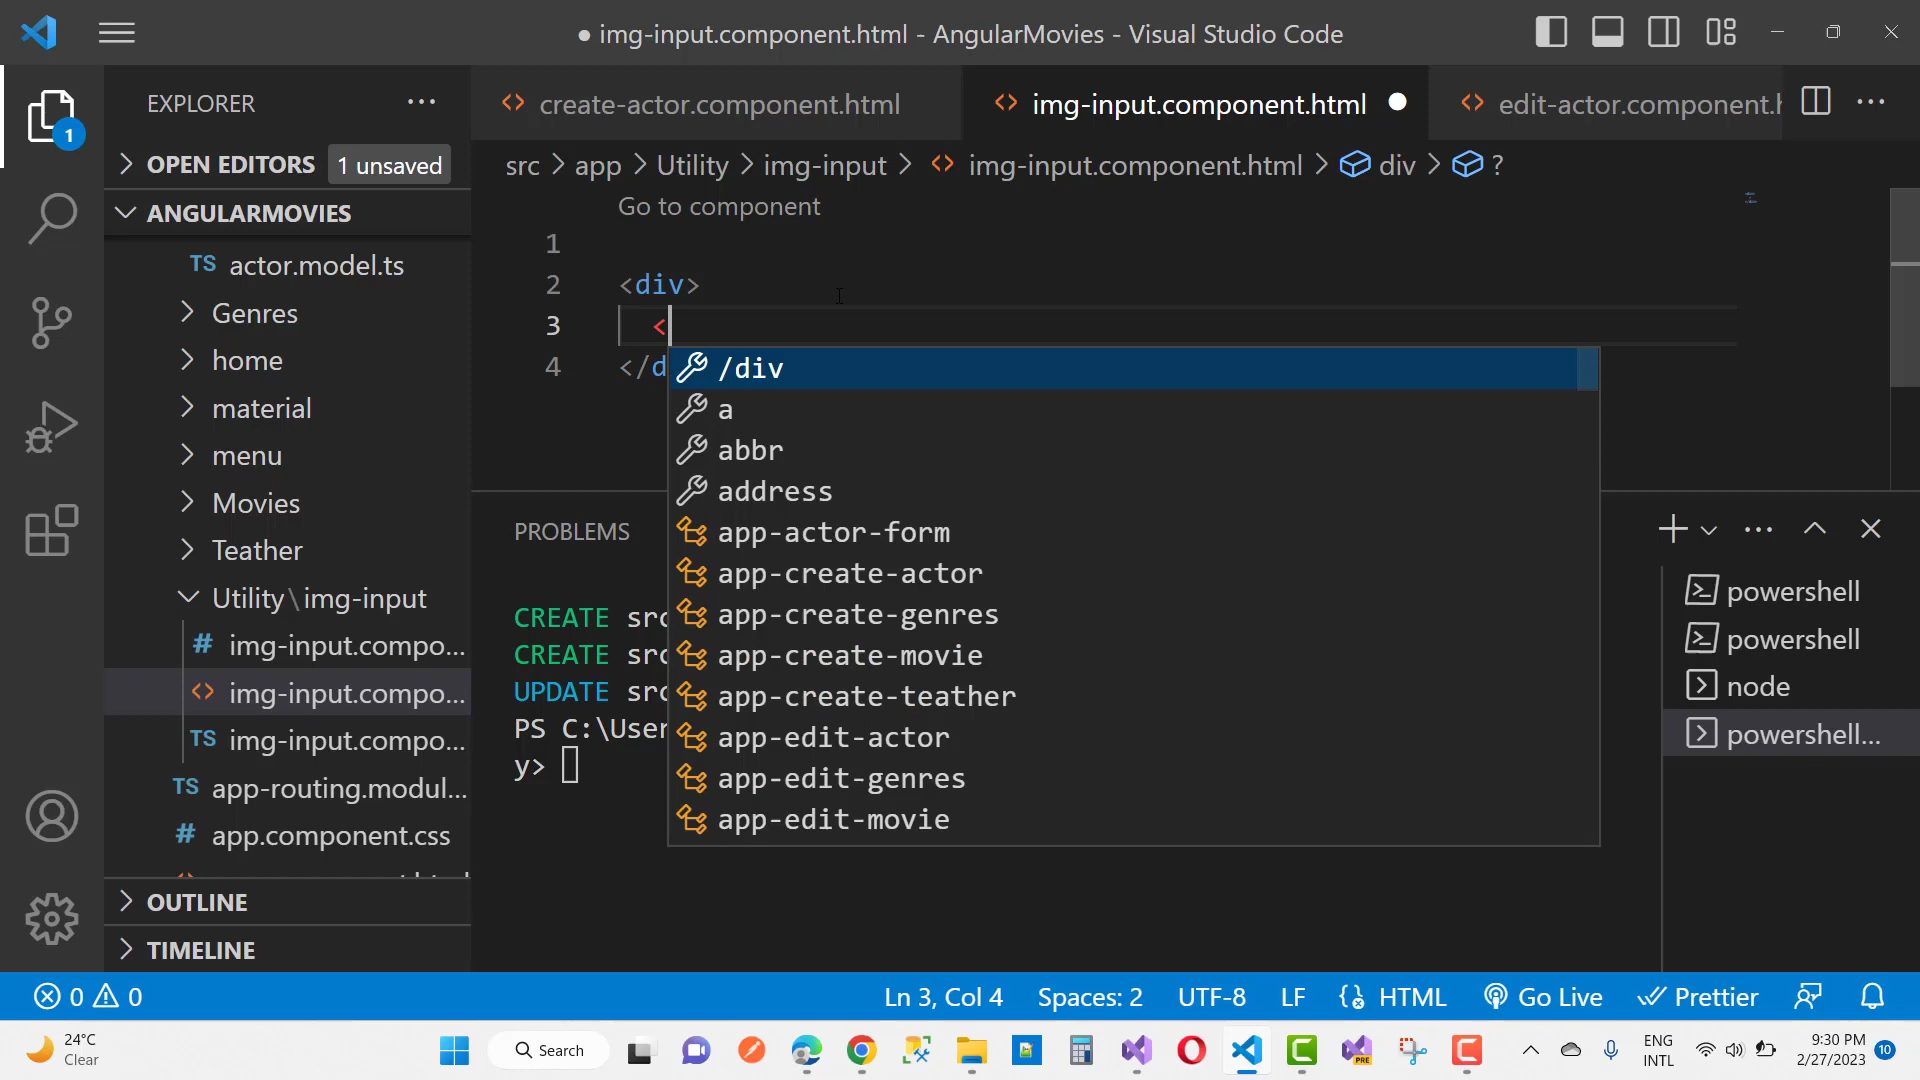 ● img-input.component.html - AngularMovies - Visual Studio Code
EXPLORER
create-actor.component.html
img-input.component.html
edit-actor.component.h
1
OPEN EDITORS
1 unsaved
src > app > Utility > img-input > img-input.component.html > div > ?
ANGULARMOVIES
Go to component
TS actor.model.ts
Genres
home
material
menu
Movies
Teather
Utility\img-input
# img-input.compo...
img-input.compo...
TS img-input.compo...
TS app-routing.modul...
# app.component.css
OUTLINE
TIMELINE
1
2 <div>
3 <
4 </d
/div
a
abbr
address
app-actor-form
app-create-actor
app-create-genres
app-create-movie
app-create-teather
app-edit-actor
app-edit-genres
app-edit-movie
PROBLEMS
CREATE src
CREATE src
UPDATE src
PS C:\User
y>
powershell
powershell
node
powershell...
0 0
Ln 3, Col 4
Spaces: 2
UTF-8
LF
HTML
Go Live
Prettier
24°C
Clear
Search
PRE
ENG
INTL
9:30 PM
2/27/2023
10